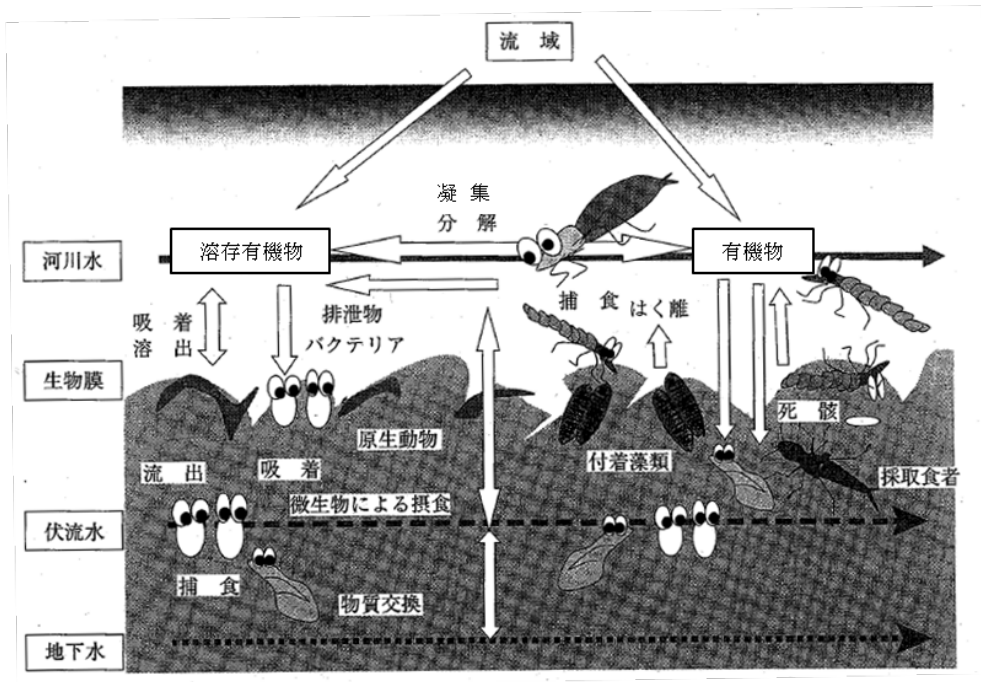 流域
凝集
分解
溶存有機物
有機物
河川水
捕食
はく離
吸着
溶出
排泄物
バクテリア
生物膜
死骸
原生動物
付着藻類
流出
吸着
採取食者
微生物による摂食
伏流水
捕食
物質交換
地下水